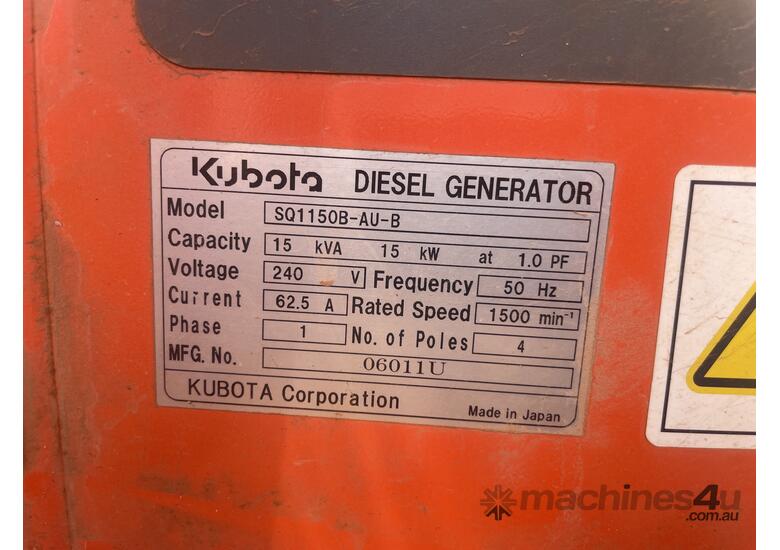 Kubota DIESEL GENERATOR
Model SQ1150B-AU-B
Capacity 15 kVA 15 kW at 1.0 PF
Voltage 240 V Frequency 50 Hz
Current 62.5 A Rated Speed 1500 min⁻¹
Phase 1 No. of Poles 4
MFG. No. 06011U
KUBOTA Corporation Made in Japan
machines4u
.com.au